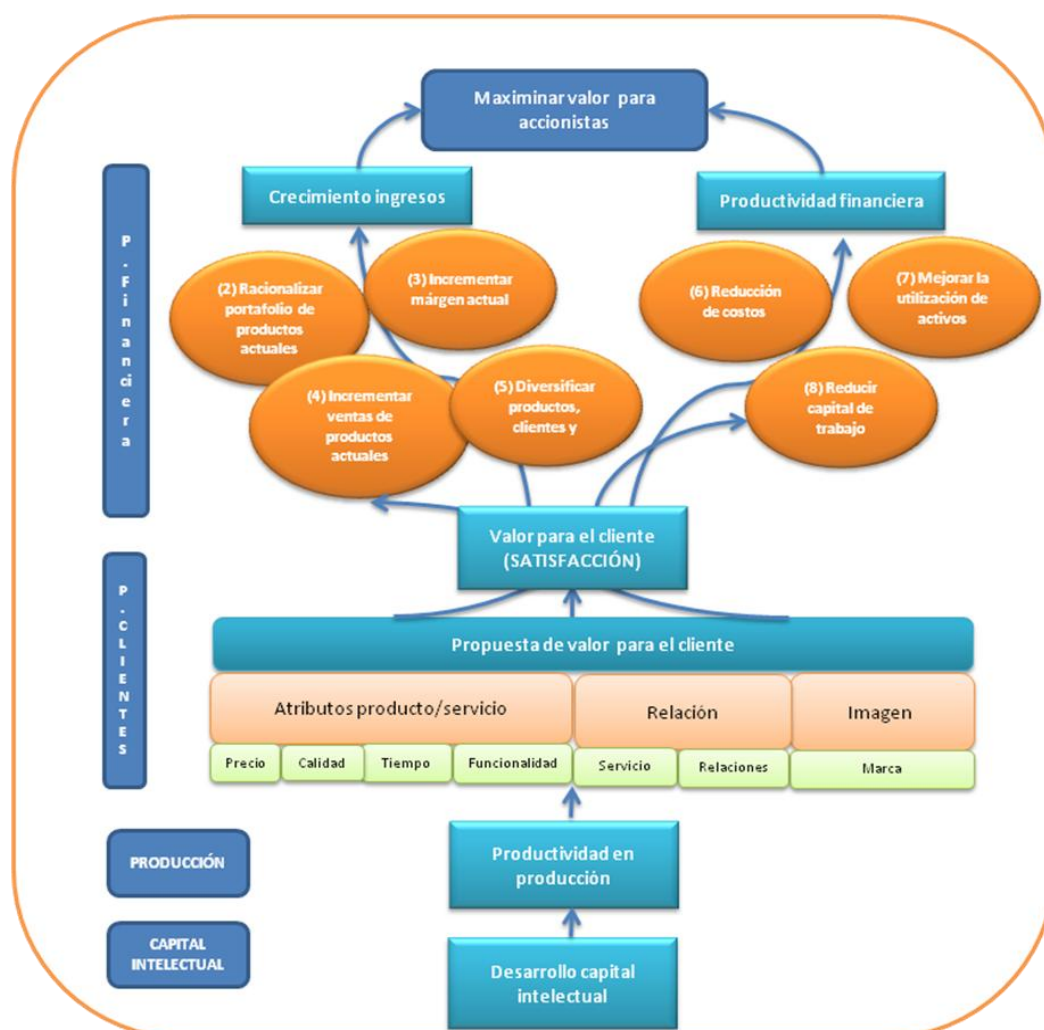 Maximinar valor para
accionistas
P.Financiera
Crecimiento ingresos
Productividad financiera
(2) Racionalizar
portafolio de
productos
actuales
(3) Incrementar
márgen actual
(6) Reducción
de costos
(7) Mejorar la
utilización de
activos
(4) Incrementar
ventas de
productos
actuales
(5) Diversificar
productos,
clientes y
(8) Reducir
capital de
trabajo
P.CLIENTES
Valor para el cliente
(SATISFACCIÓN)
Propuesta de valor para el cliente
Atributos producto/servicio
Relación
Imagen
Precio
Calidad
Tiempo
Funcionalidad
Servicio
Relaciones
Marca
PRODUCCIÓN
Productividad en
producción
CAPITAL
INTELECTUAL
Desarrollo capital
intelectual